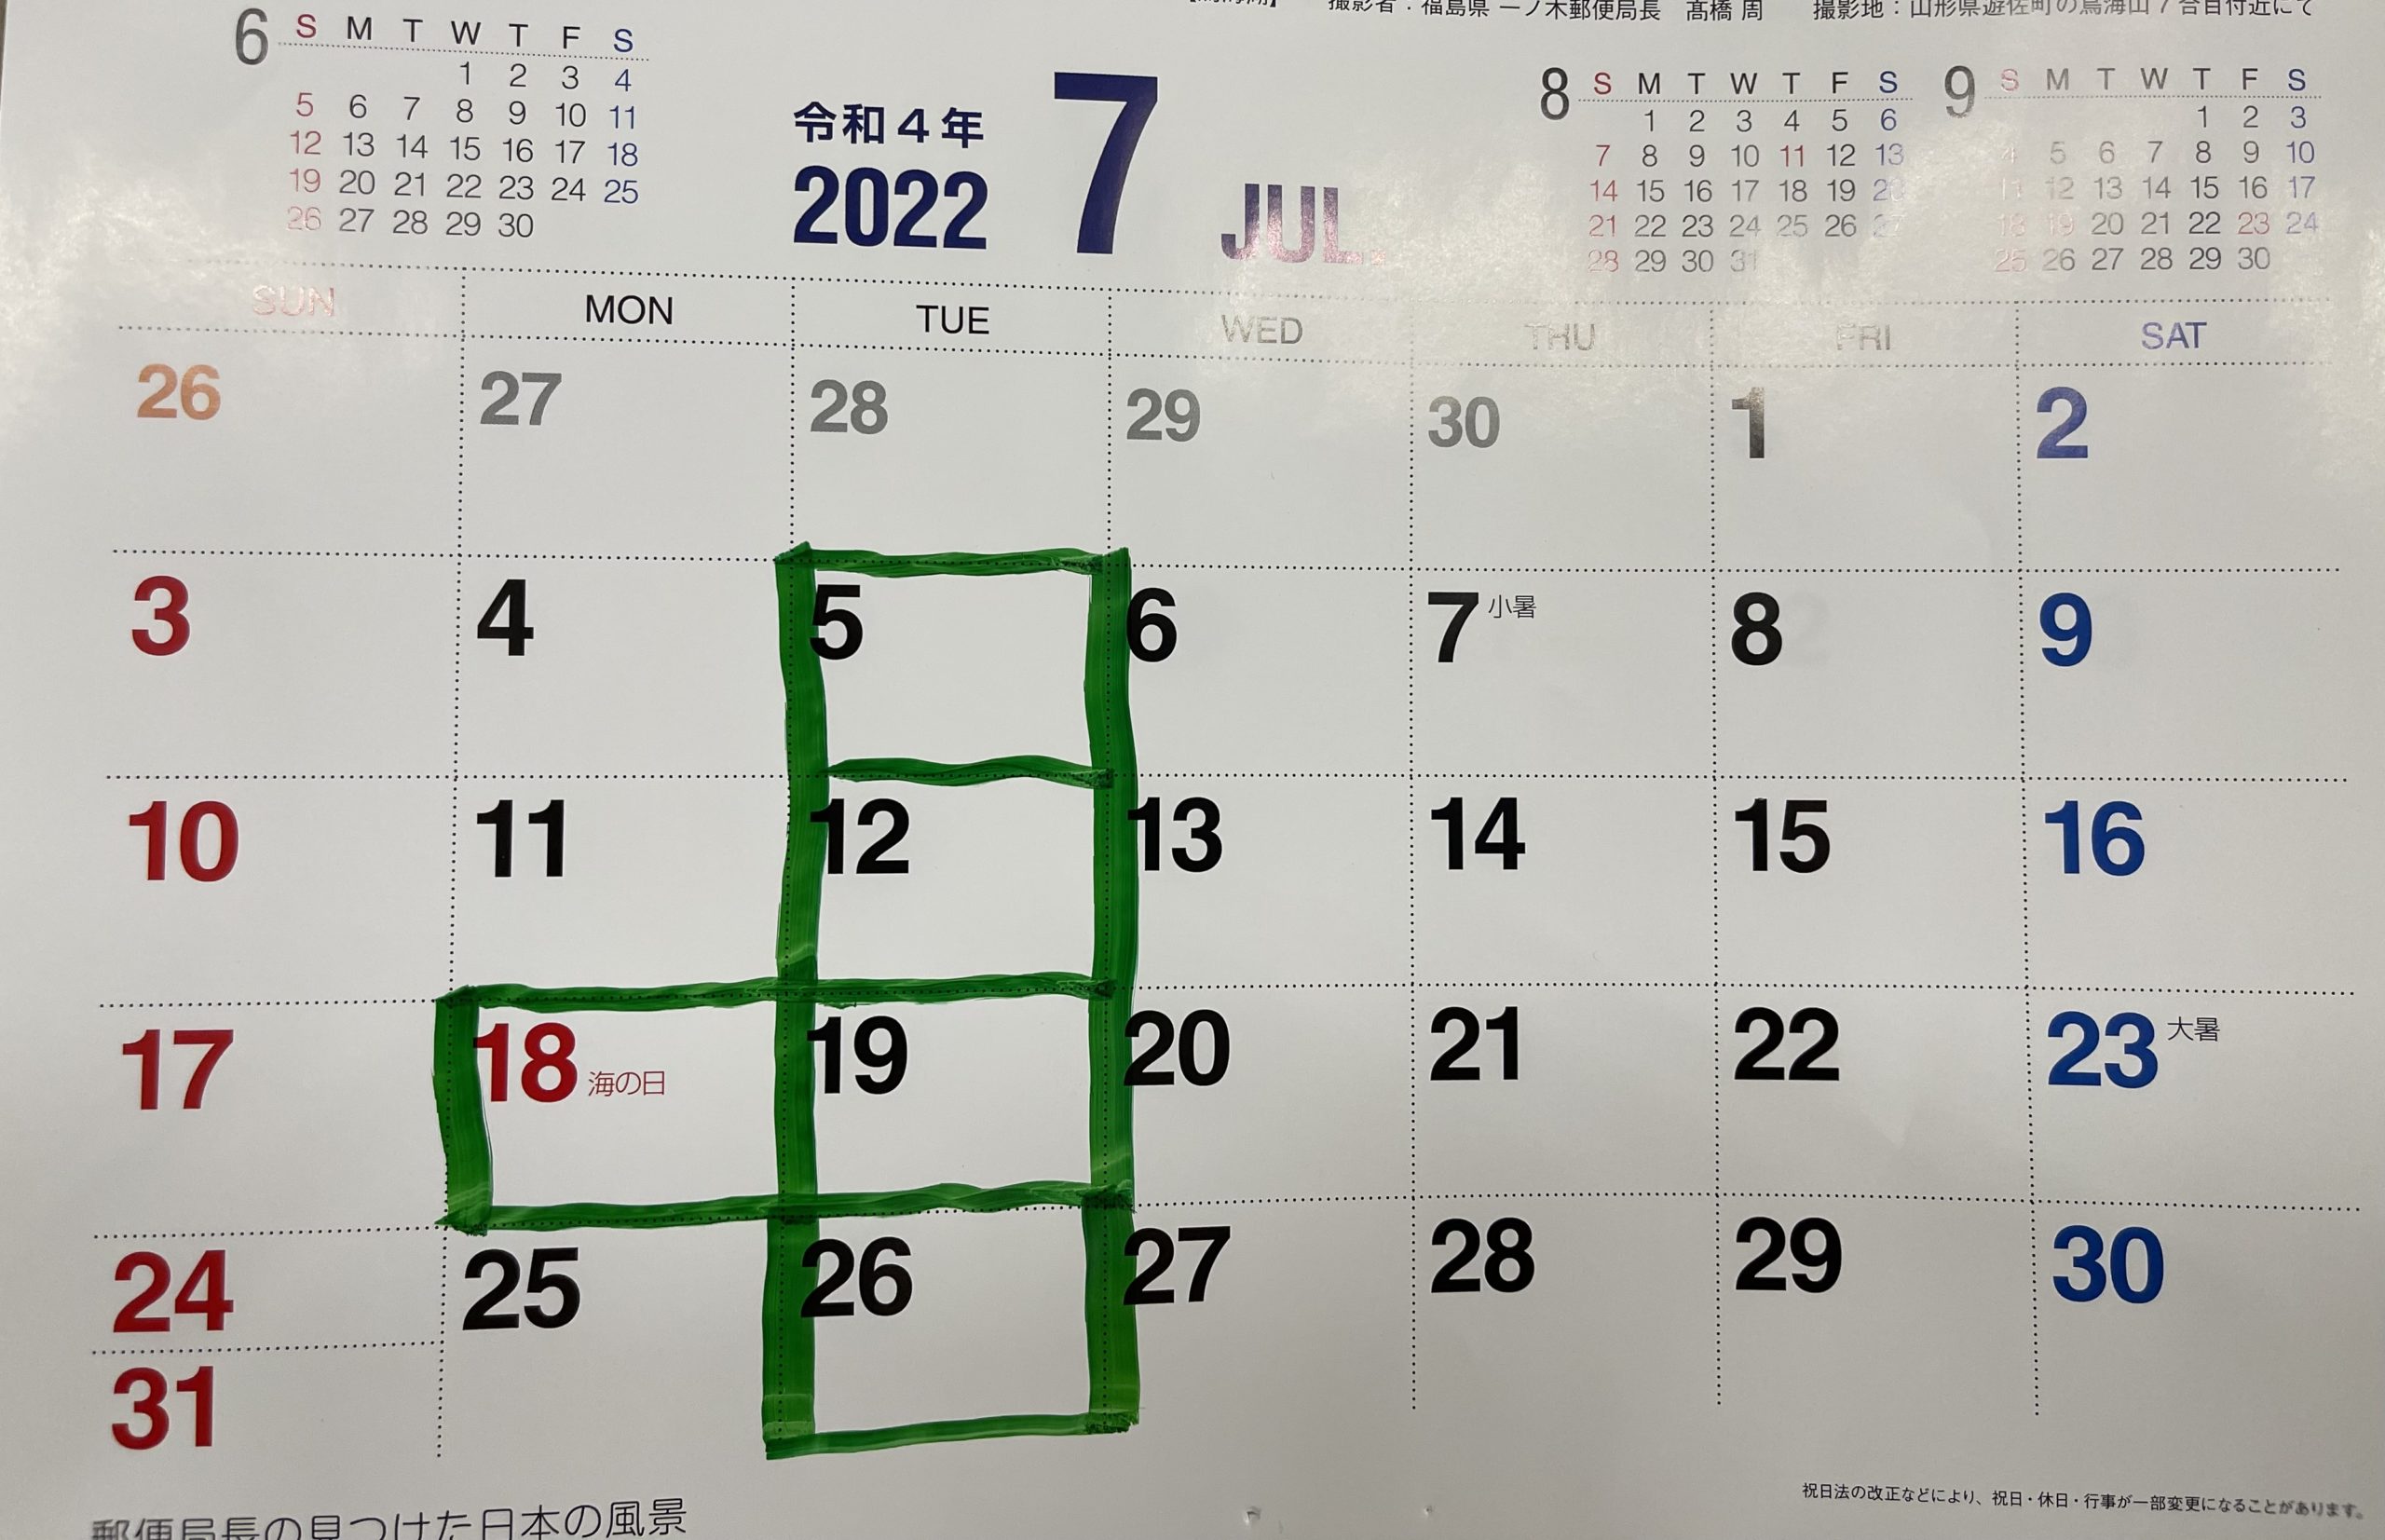 撮影者：福島県 一ノ木郵便局長 髙橋 周 撮影地：山形県遊佐町の鳥海山7合目付近にて
6 S M T W T F S
1 2 3 4
5 6 7 8 9 10 11
12 13 14 15 16 17 18
19 20 21 22 23 24 25
26 27 28 29 30
令和4年
2022
7
JUL.
8 S M T W T F S
1 2 3 4 5 6
7 8 9 10 11 12 13
14 15 16 17 18 19 20
21 22 23 24 25 26 27
28 29 30 31
9 S M T W T F S
1 2 3
4 5 6 7 8 9 10
11 12 13 14 15 16 17
18 19 20 21 22 23 24
25 26 27 28 29 30
SUN MON TUE WED THU FRI SAT
26 27 28 29 30 1 2
3 4 5 6 7 小暑 8 9
10 11 12 13 14 15 16
17 18 海の日 19 20 21 22 23 大暑
24 25 26 27 28 29 30
31
祝日法の改正などにより、祝日・休日・行事が一部変更になることがあります。
郵便局長の見つけた日本の風景